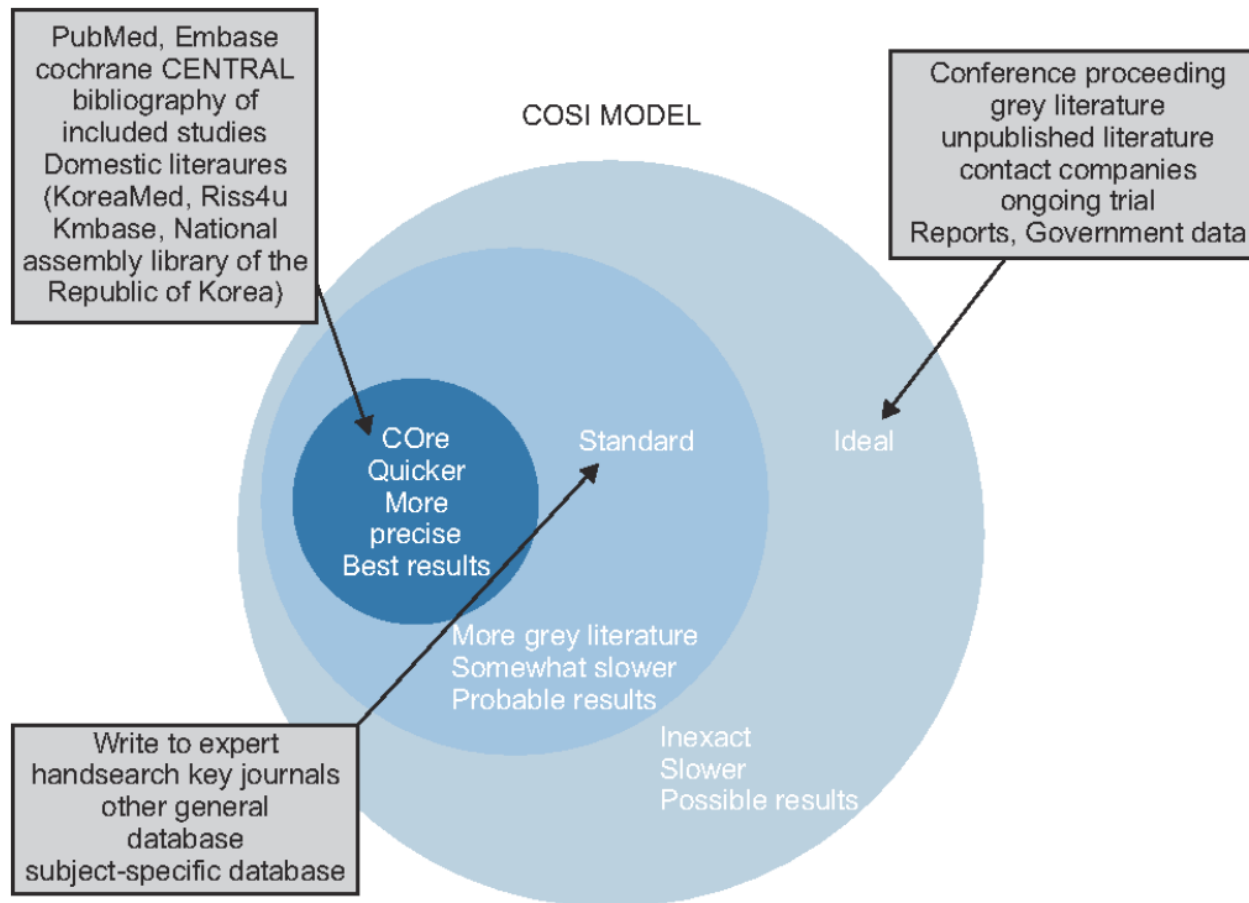 PubMed, Embase
cochrane CENTRAL
bibliography of
included studies
Domestic literaures
(KoreaMed, Riss4u
Kmbase, National
assembly library of the
Republic of Korea)
COSI MODEL
Conference proceeding
grey literature
unpublished literature
contact companies
ongoing trial
Reports, Government data
COre
Quicker
More
precise
Best results
Standard
Ideal
More grey literature
Somewhat slower
Probable results
Inexact
Slower
Possible results
Write to expert
handsearch key journals
other general
database
subject-specific database